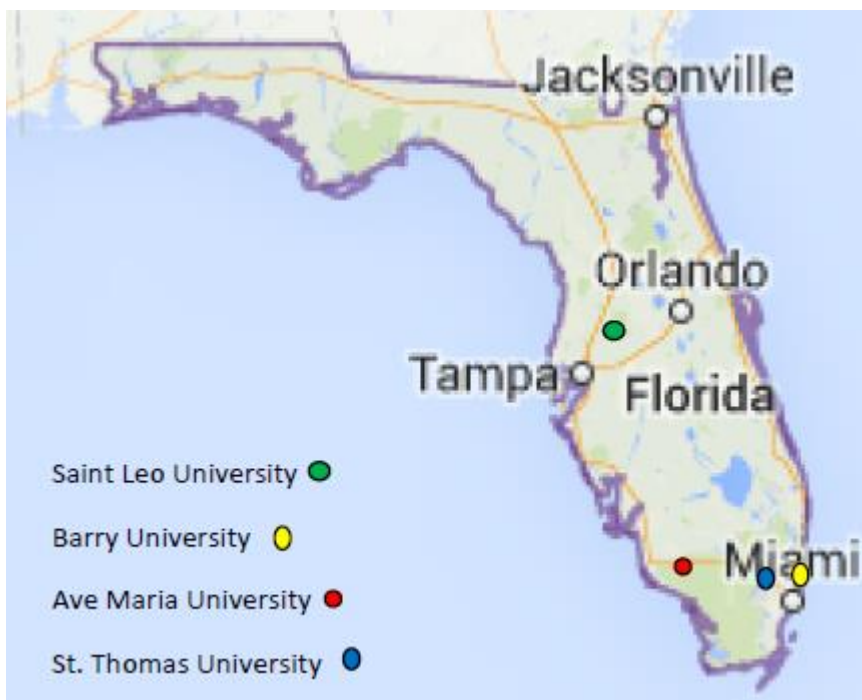 Jacksonville
Orlando
Tampa
Florida
Saint Leo University
Barry University
Miami
Ave Maria University
St. Thomas University